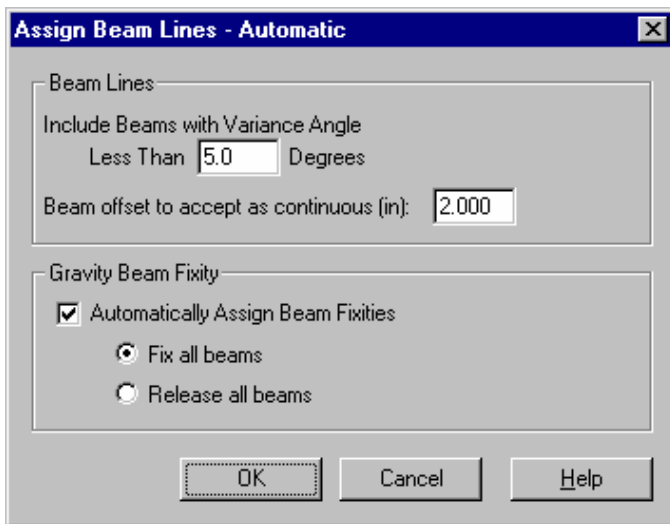 Assign Beam Lines - Automatic
Beam Lines
Include Beams with Variance Angle
Less Than 5.0 Degrees
Beam offset to accept as continuous (in): 2.000
Gravity Beam Fixity
Automatically Assign Beam Fixities
Fix all beams
Release all beams
OK Cancel Help